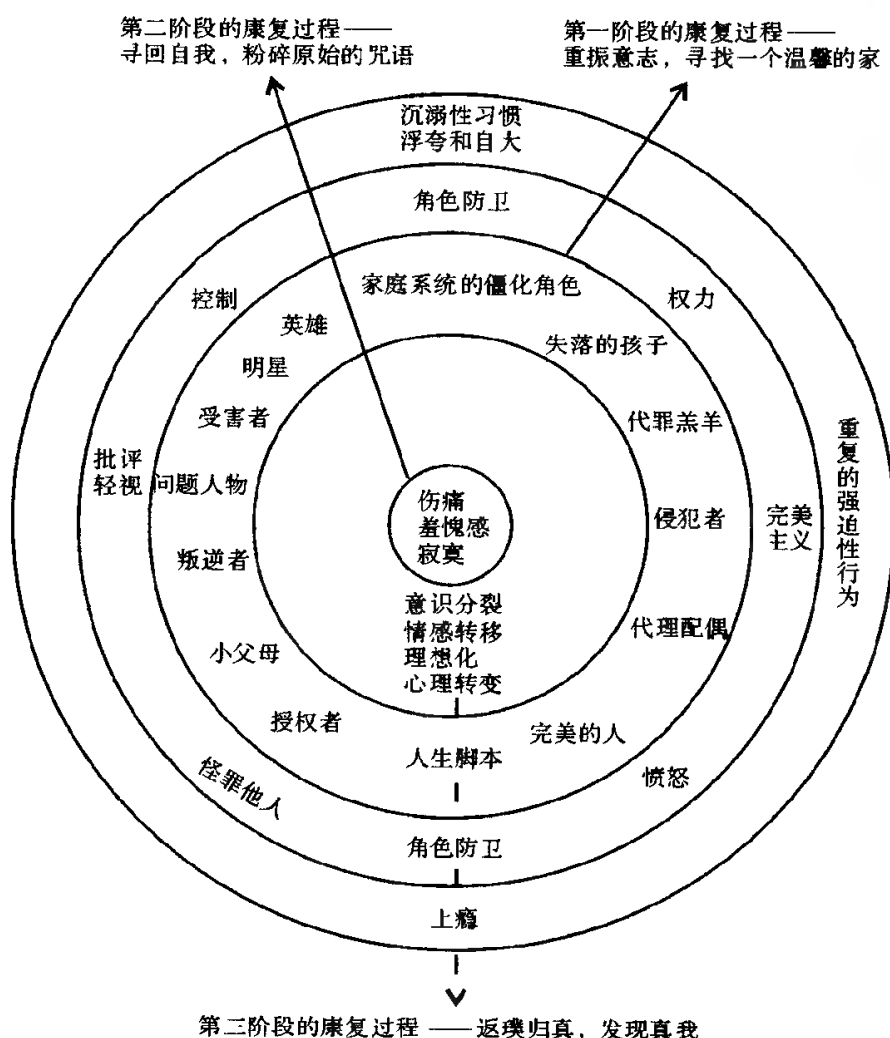 第二阶段的康复过程——
寻回自我，粉碎原始的咒语
第一阶段的康复过程——
重振意志，寻找一个温馨的家
沉溺性习惯
浮夸和自大
角色防卫
家庭系统的僵化角色
控制
权力
英雄
失落的孩子
明星
受害者
代罪羔羊
批评
轻视
问题人物
伤痛
羞愧感
寂寞
侵犯者
完美
主义
重复的强迫性行为
叛逆者
意识分裂
情感转移
理想化
心理转变
代理配偶
小父母
授权者
完美的人
人生脚本
怪罪他人
愤怒
角色防卫
上瘾
第三阶段的康复过程——返璞归真，发现真我